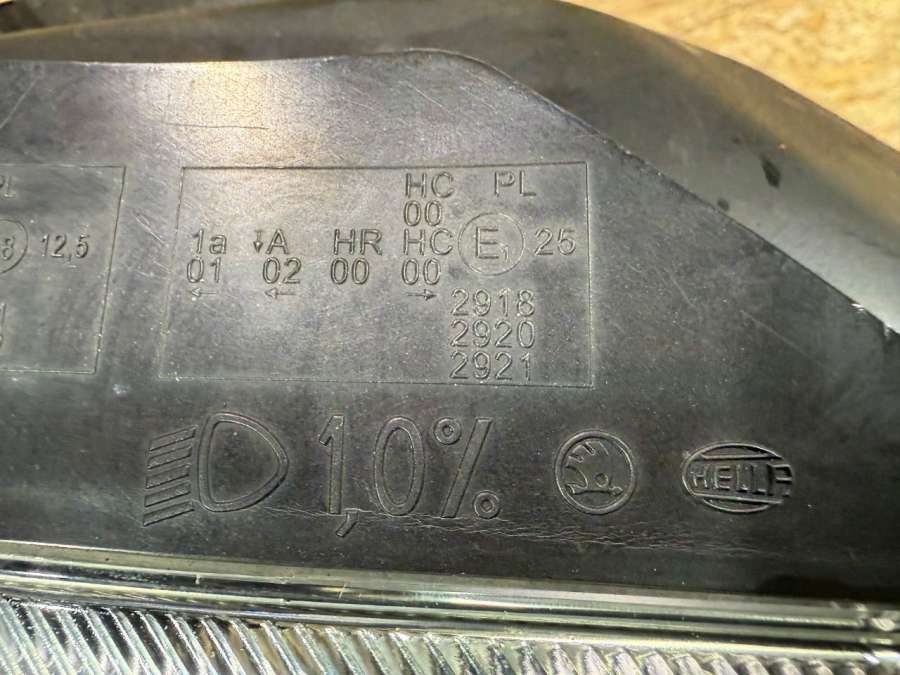 PL
8 12,5
HC PL
00
1a A HR HC E1 25
01 02 00 00
← ← →
2918
2920
2921
1,0%
HELLA